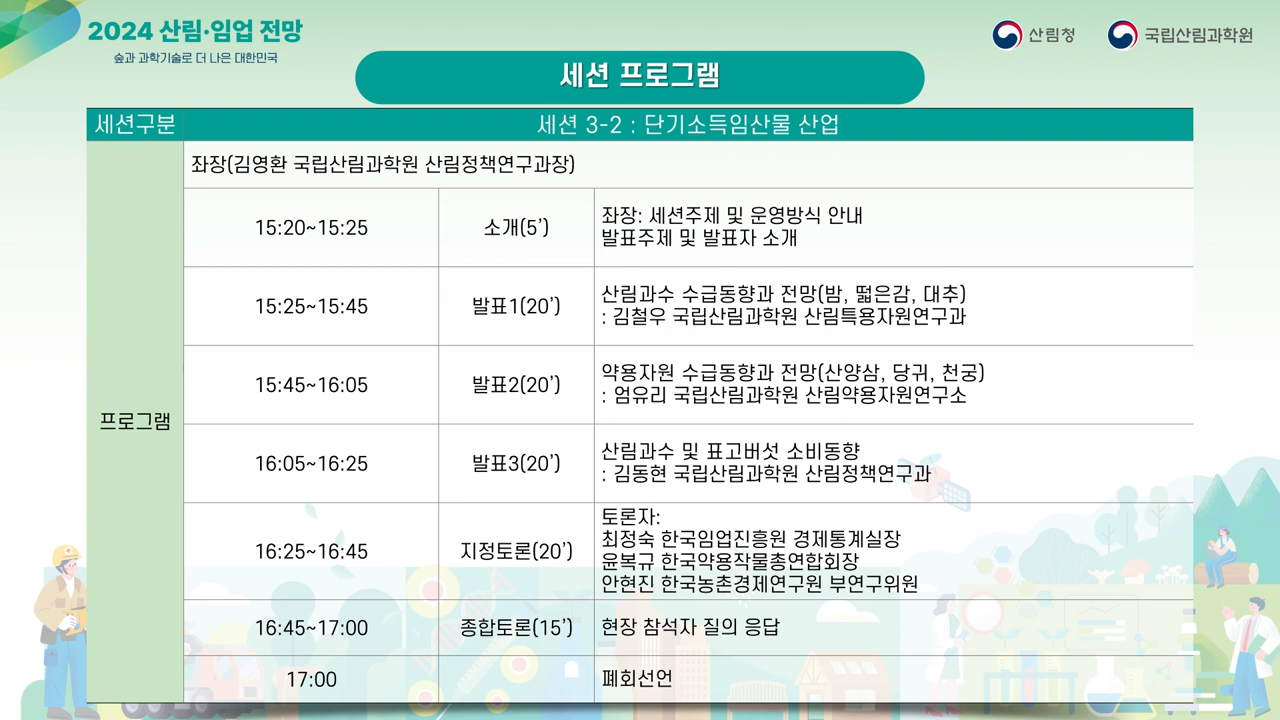 2024 산림·임업 전망
숲과 과학기술로 더 나은 대한민국
산림청
국립산림과학원
세션 프로그램
세션구분
세션 3-2 : 단기소득임산물 산업
프로그램
좌장(김영환 국립산림과학원 산림정책연구과장)
15:20~15:25
소개(5’)
좌장: 세션주제 및 운영방식 안내
발표주제 및 발표자 소개
15:25~15:45
발표1(20’)
산림과수 수급동향과 전망(밤, 떫은감, 대추)
: 김철우 국립산림과학원 산림특용자원연구과
15:45~16:05
발표2(20’)
약용자원 수급동향과 전망(산양삼, 당귀, 천궁)
: 엄유리 국립산림과학원 산림약용자원연구소
16:05~16:25
발표3(20’)
산림과수 및 표고버섯 소비동향
: 김동현 국립산림과학원 산림정책연구과
16:25~16:45
지정토론(20’)
토론자:
최정숙 한국임업진흥원 경제통계실장
윤복규 한국약용작물총연합회장
안현진 한국농촌경제연구원 부연구위원
16:45~17:00
종합토론(15’)
현장 참석자 질의 응답
17:00
폐회선언